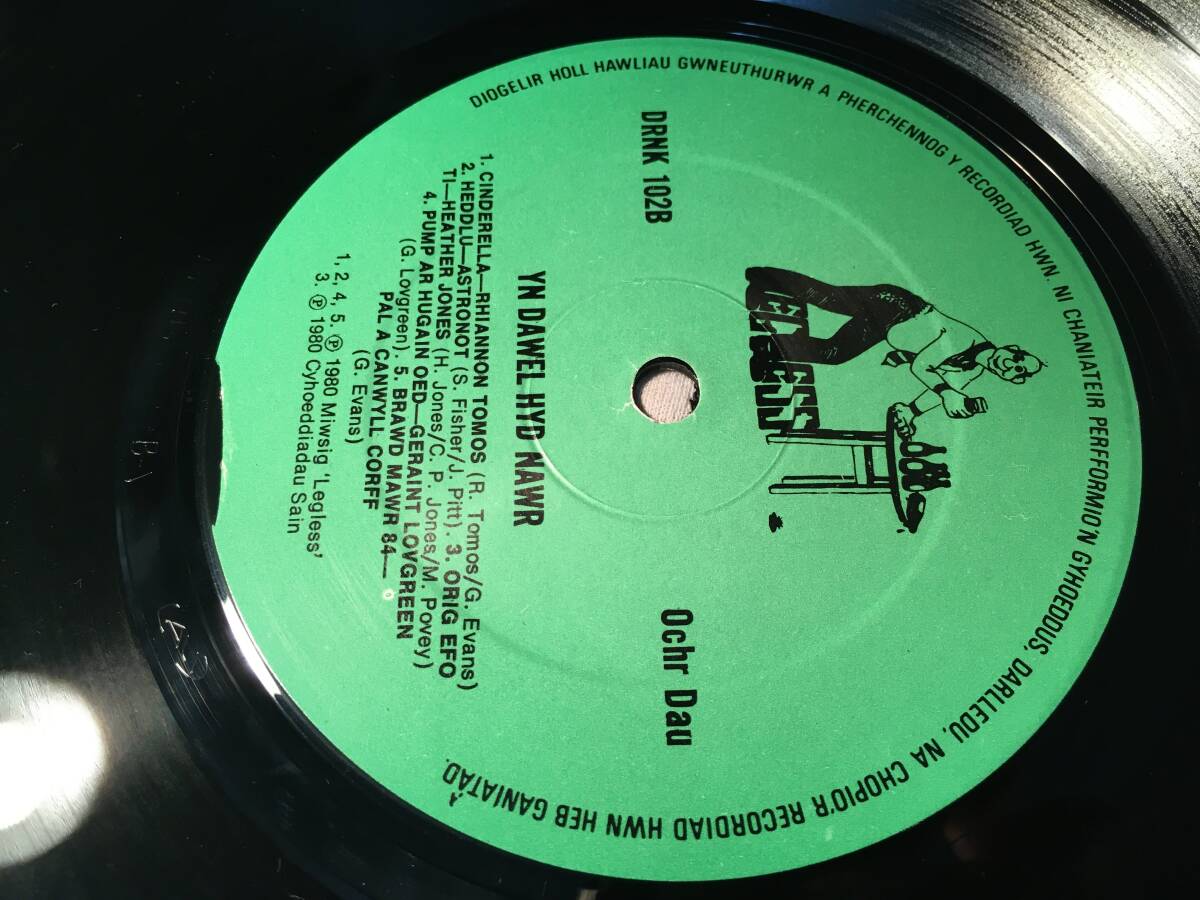 DIOGELIR HOLL HAWLIAU GWNEUTHURWR A PHERCHENNOG Y RECORDIAD HWN. NI CHANIATEIR PERFFORMIO'N GYHOEDDUS, DARLLEDU, NA CHOPIO'R RECORDIAD HWN HEB GANIATAD.
LEGLESS
DRNK 102B
Ochr Dau
YN DAWEL HYD NAWR
1. CINDERELLA—RHIANNON TOMOS (R. Tomos/G. Evans)
2. HEDDLU—ASTRONOT (S. Fisher/J. Pitt). 3. ORIG EFO
TI—HEATHER JONES (H. Jones/C. P. Jones/M. Povey)
4. PUMP AR HUGAIN OED—GERAINT LOVGREEN
(G. Lovgreen). 5. BRAWD MAWR 84—
PAL A CANWYLL CORFF
(G. Evans)
1, 2, 4, 5. ℗ 1980 Miwsig 'Legless'
3. ℗ 1980 Cyhoeddiadau Sain